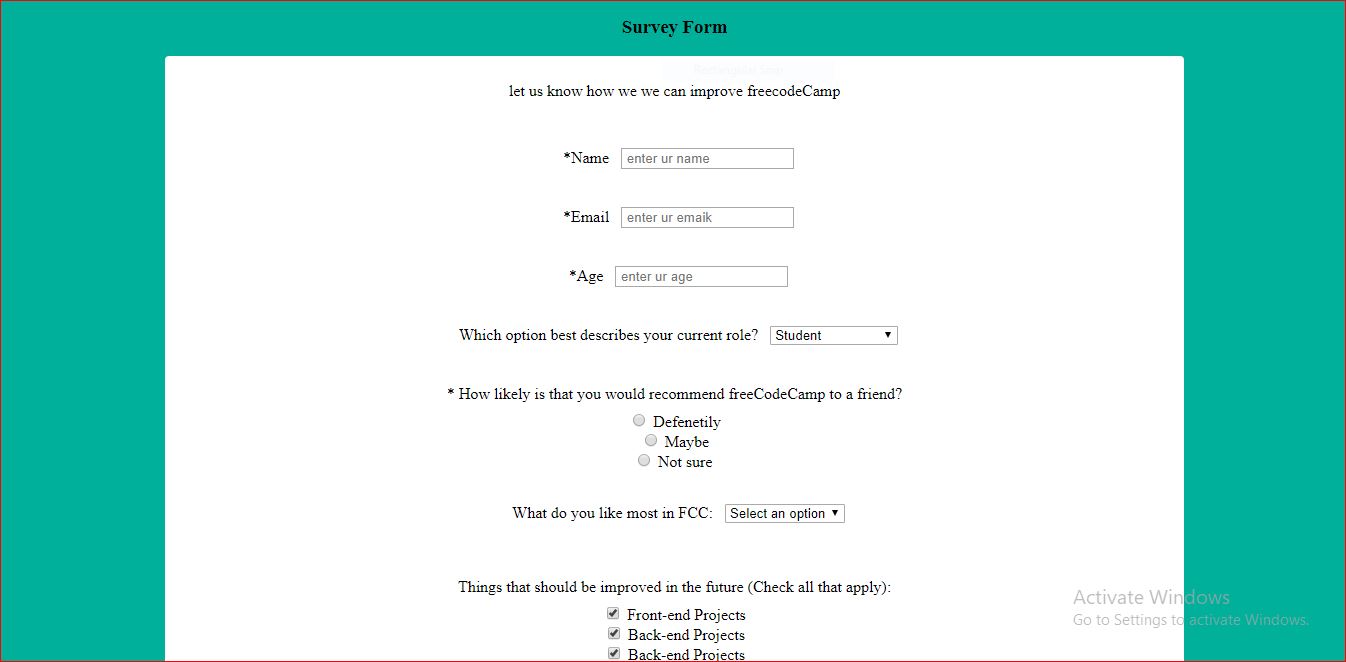 Survey Form
Rectangular Snip
let us know how we we can improve freecodeCamp
*Name enter ur name
*Email enter ur emaik
*Age enter ur age
Which option best describes your current role? Student
* How likely is that you would recommend freeCodeCamp to a friend?
Defenetily
Maybe
Not sure
What do you like most in FCC: Select an option
Things that should be improved in the future (Check all that apply):
Front-end Projects
Back-end Projects
Back-end Projects
Activate Windows
Go to Settings to activate Windows.